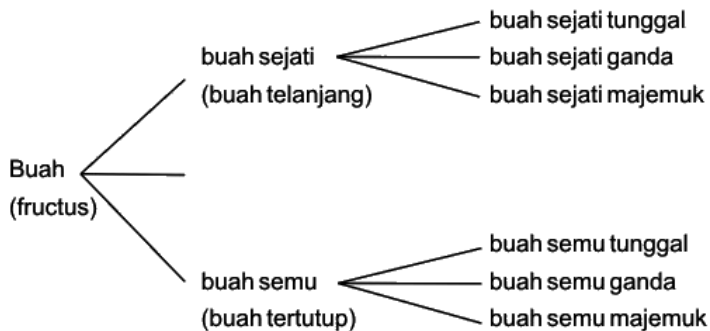 buah sejati tunggal
buah sejati
buah sejati ganda
(buah telanjang)
buah sejati majemuk
Buah
(fructus)
buah semu tunggal
buah semu
buah semu ganda
(buah tertutup)
buah semu majemuk